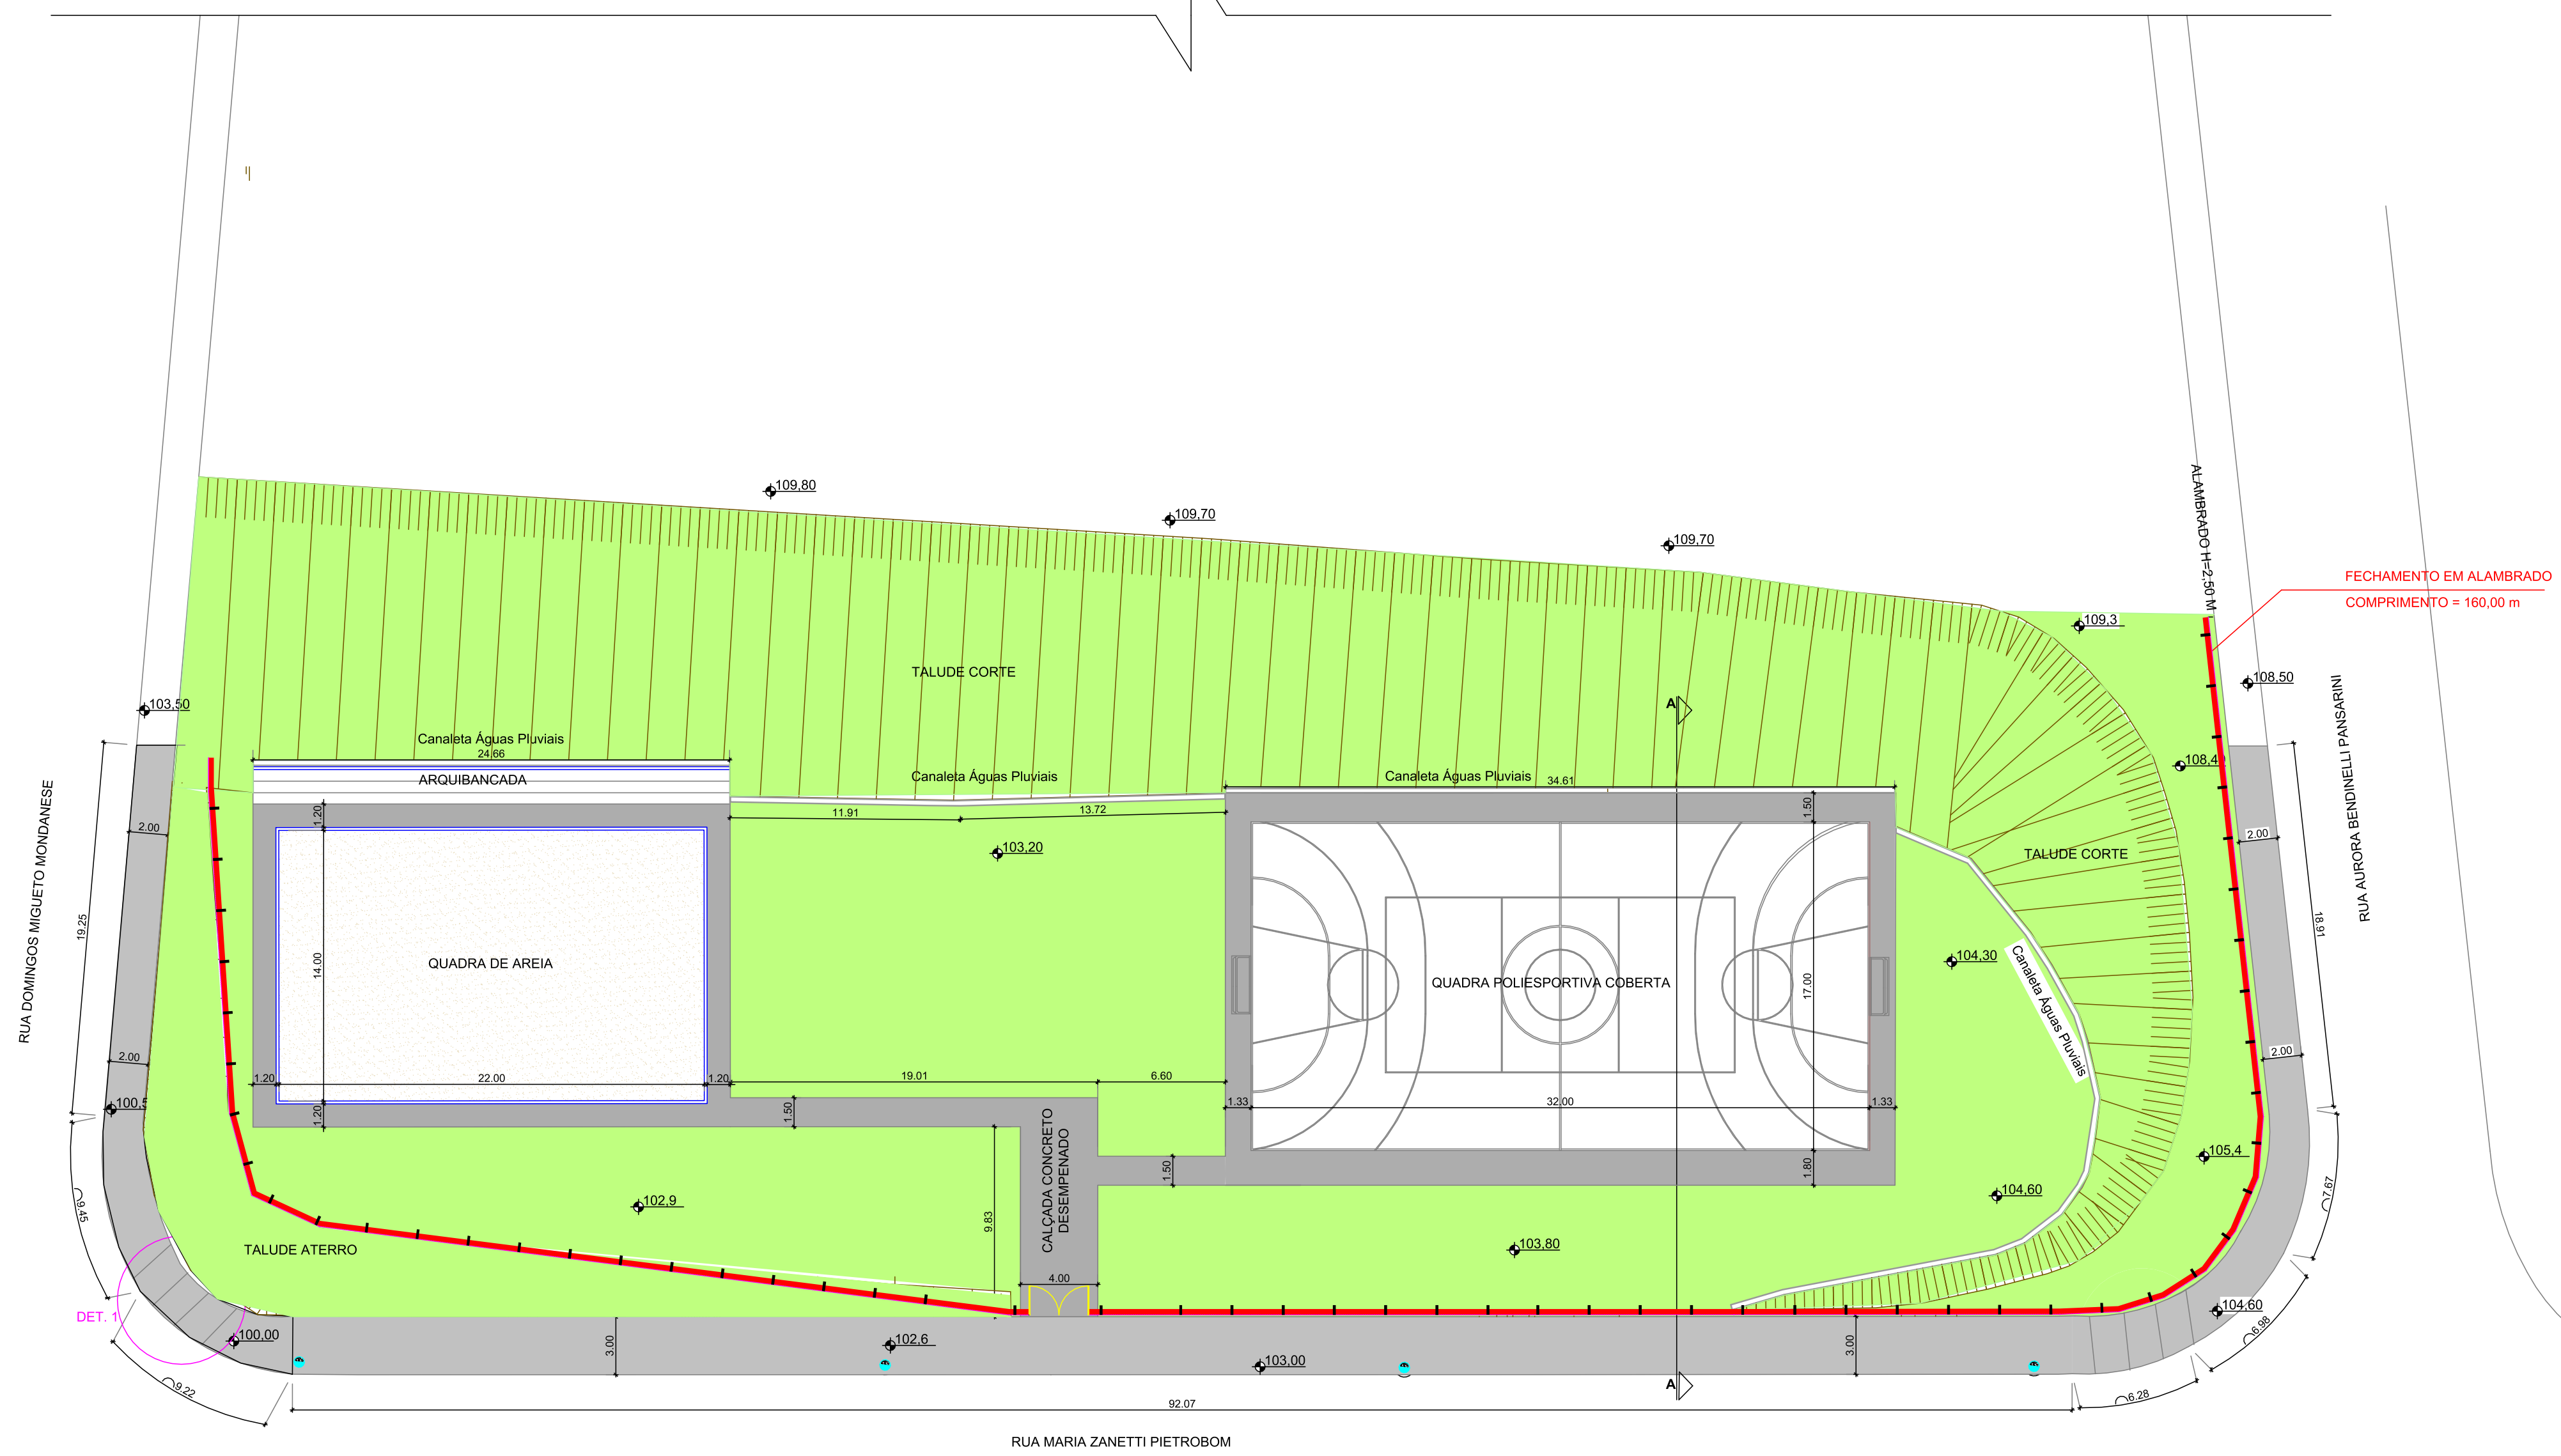 109,80
109,70
109,70
ALAMBRADO H=2,50 M
FECHAMENTO EM ALAMBRADO
COMPRIMENTO = 160,00 m
109,3
TALUDE CORTE
108,50
103,50
A
Canaleta Águas Pluviais
24.66
ARQUIBANCADA
Canaleta Águas Pluviais
Canaleta Águas Pluviais
34.61
108,4
RUA DOMINGOS MIGUETO MONDANESE
RUA AURORA BENDINELLI PANSARINI
1.20
11.91
13.72
1.50
2.00
2.00
103,20
TALUDE CORTE
19.25
18.91
14.00
QUADRA DE AREIA
QUADRA POLIESPORTIVA COBERTA
17.00
104,30
Canaleta Águas Pluviais
2.00
2.00
1.20
22.00
1.20
19.01
6.60
1.33
32.00
1.33
100,5
1.20
1.50
CALÇADA CONCRETO
DESEMPENADO
1.50
1.80
105,4
9.45
102,9
104,60
7.67
9.83
TALUDE ATERRO
103,80
4.00
DET. 1
100,00
3.00
102,6
103,00
3.00
104,60
6.98
9.22
A
6.28
92.07
RUA MARIA ZANETTI PIETROBOM